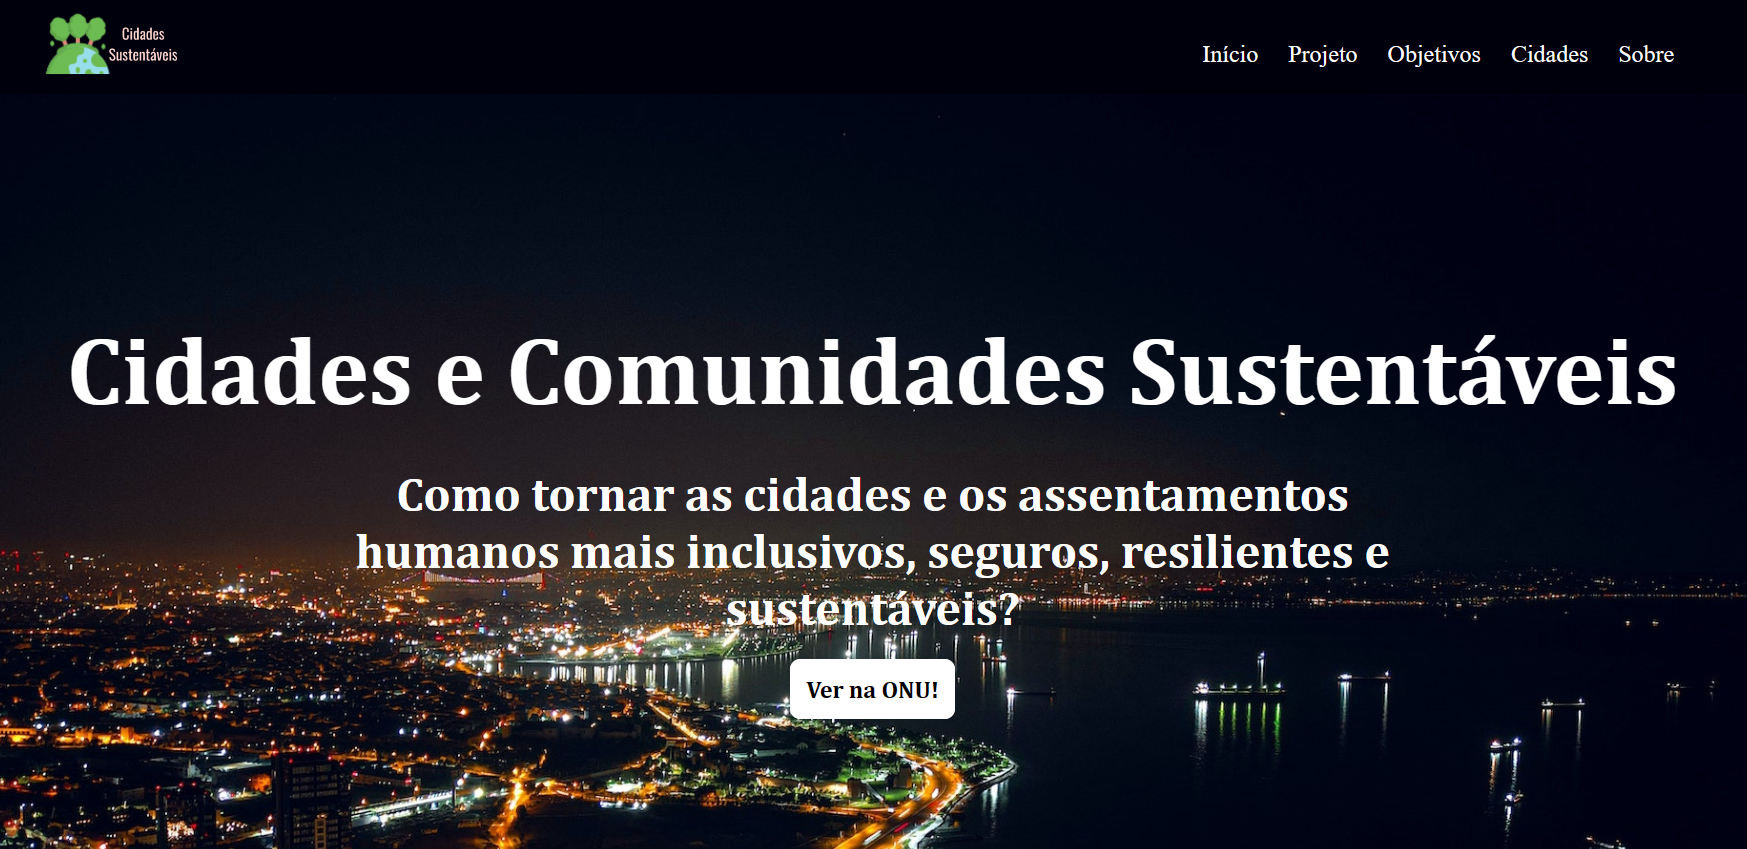 Cidades
Sustentáveis
Início Projeto Objetivos Cidades Sobre
Cidades e Comunidades Sustentáveis
Como tornar as cidades e os assentamentos
humanos mais inclusivos, seguros, resilientes e
sustentáveis?
Ver na ONU!